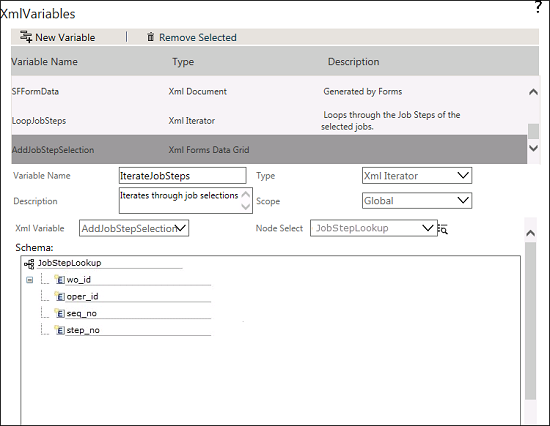 XmlVariables ?
New Variable | Remove Selected
Variable Name Type Description
SFFormData Xml Document Generated by Forms
LoopJobSteps Xml Iterator Loops through the Job Steps of the
selected jobs.
AddJobStepSelection Xml Forms Data Grid
Variable Name IterateJobSteps Type Xml Iterator
Description Iterates through job selections Scope Global
Xml Variable AddJobStepSelection Node Select JobStepLookup
Schema:
JobStepLookup
E wo_id
E oper_id
E seq_no
E step_no